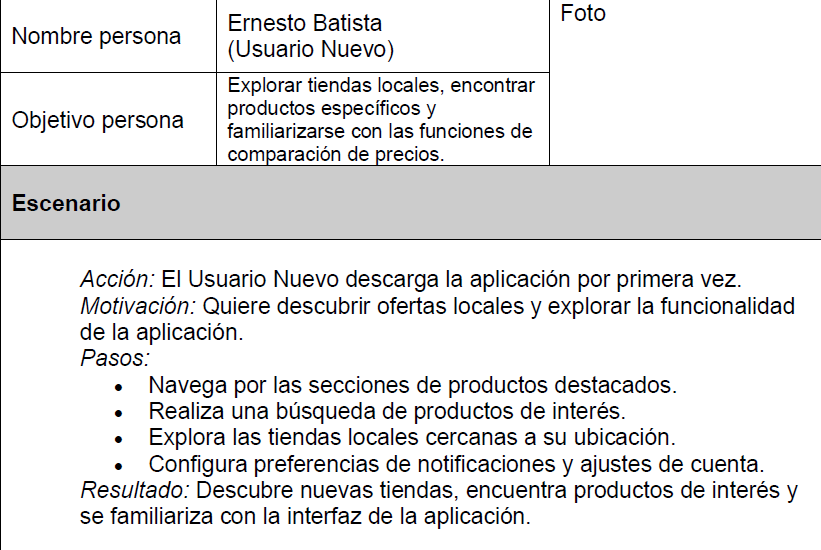 Nombre persona
Ernesto Batista
(Usuario Nuevo)
Foto
Objetivo persona
Explorar tiendas locales, encontrar
productos específicos y
familiarizarse con las funciones de
comparación de precios.
Escenario
Acción: El Usuario Nuevo descarga la aplicación por primera vez.
Motivación: Quiere descubrir ofertas locales y explorar la funcionalidad
de la aplicación.
Pasos:
• Navega por las secciones de productos destacados.
• Realiza una búsqueda de productos de interés.
• Explora las tiendas locales cercanas a su ubicación.
• Configura preferencias de notificaciones y ajustes de cuenta.
Resultado: Descubre nuevas tiendas, encuentra productos de interés y
se familiariza con la interfaz de la aplicación.